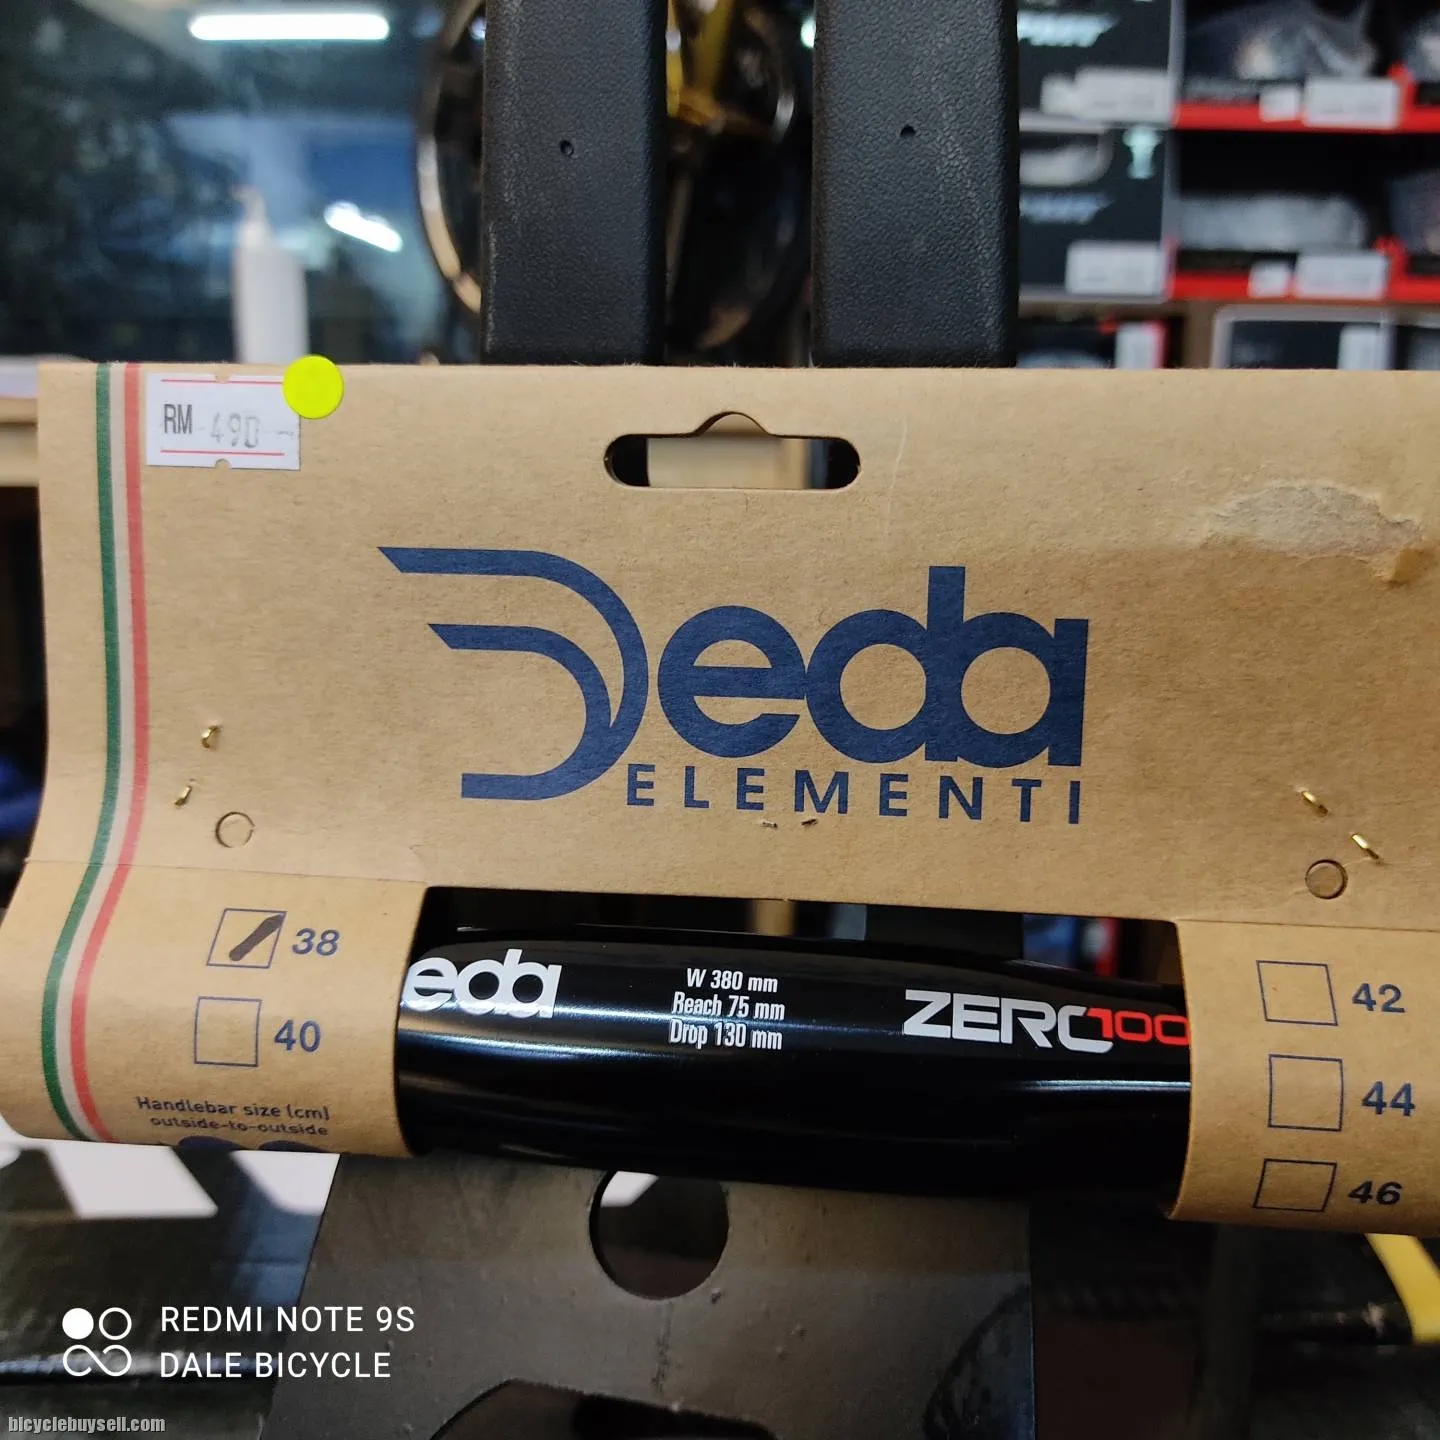 RM 490
Deda
ELEMENTI
38
40
Handlebar size (cm)
outside-to-outside
eda
W 380 mm
Reach 75 mm
Drop 130 mm
ZERO100
42
44
46
REDMI NOTE 9S
DALE BICYCLE
bicyclebuysell.com